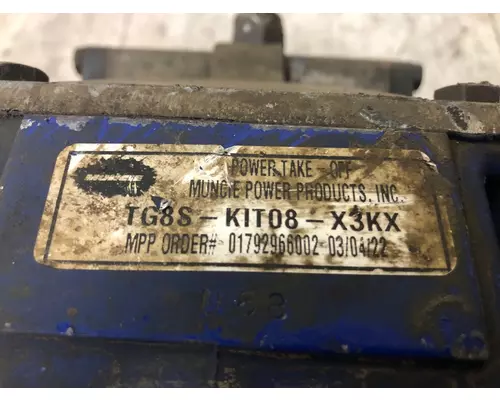 POWER TAKE - OFF
MUNCIE POWER PRODUCTS, INC.
TG8S - KIT08 - X3KX
MPP ORDER# 01792966002 03/04/22